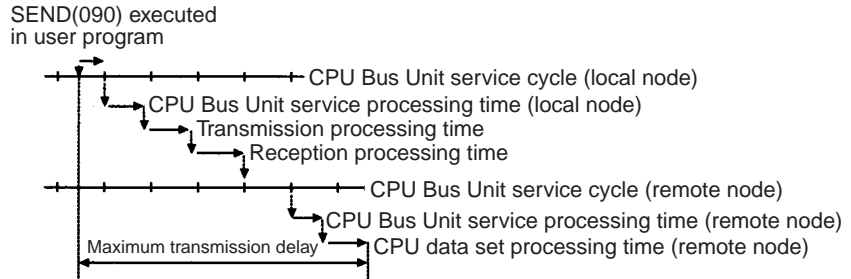 SEND(090) executed
in user program
CPU Bus Unit service cycle (local node)
CPU Bus Unit service processing time (local node)
Transmission processing time
Reception processing time
CPU Bus Unit service cycle (remote node)
CPU Bus Unit service processing time (remote node)
Maximum transmission delay
CPU data set processing time (remote node)